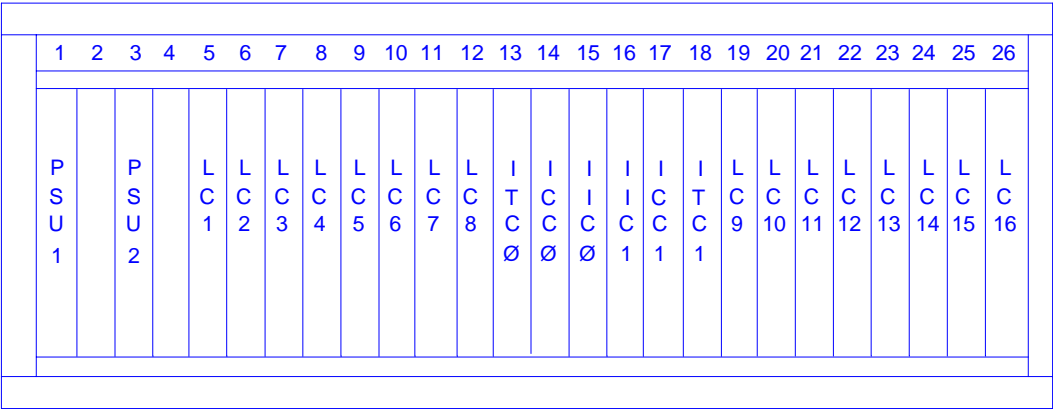 1 2 3 4 5 6 7 8 9 10 11 12 13 14 15 16 17 18 19 20 21 22 23 24 25 26
P P L L L L L L L L I I I I I I L L L L L L L L
S S C C C C C C C C T C I I C T C C C C C C C C
U U 1 2 3 4 5 6 7 8 C C C C C C 9 10 11 12 13 14 15 16
1 2 Ø Ø Ø 1 1 1